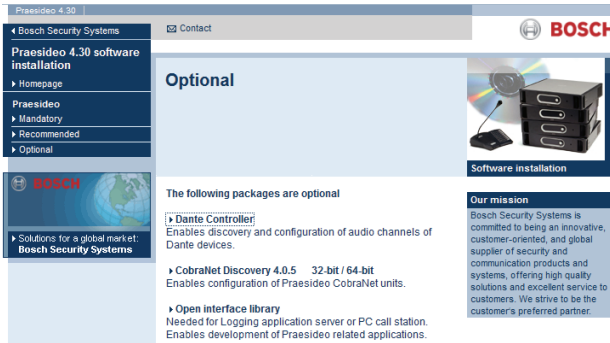 Praesideo 4.30
Bosch Security Systems
Contact
BOSCH
Praesideo 4.30 software
installation
Homepage
Praesideo
Mandatory
Recommended
Optional
Optional
Software installation
BOSCH
Solutions for a global market:
Bosch Security Systems
The following packages are optional
Dante Controller
Enables discovery and configuration of audio channels of
Dante devices.
CobraNet Discovery 4.0.5 32-bit / 64-bit
Enables configuration of Praesideo CobraNet units.
Open interface library
Needed for Logging application server or PC call station.
Enables development of Praesideo related applications.
Our mission
Bosch Security Systems is
committed to being an innovative,
customer-oriented, and global
supplier of security and
communication products and
systems, offering high quality
solutions and excellent service to
customers. We strive to be the
customer's preferred partner.